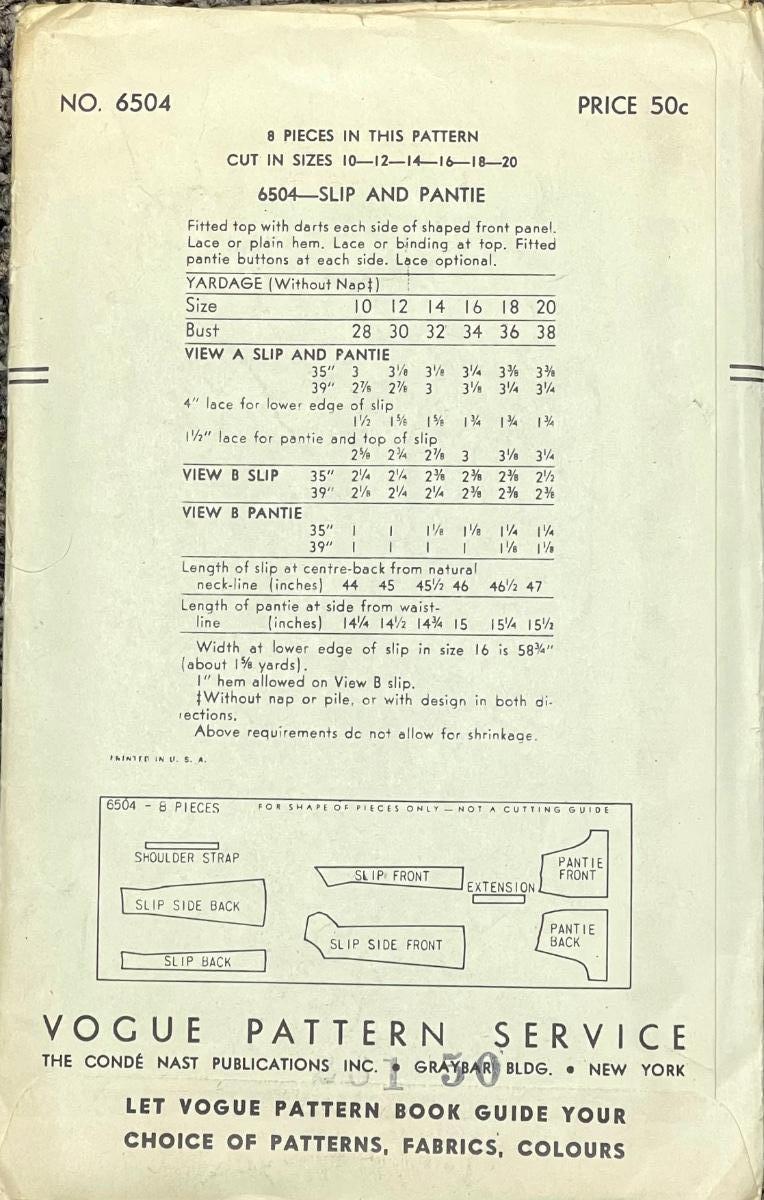 NO. 6504 PRICE 50c
8 PIECES IN THIS PATTERN
CUT IN SIZES 10—12—14—16—18—20
6504—SLIP AND PANTIE
Fitted top with darts each side of shaped front panel.
Lace or plain hem. Lace or binding at top. Fitted
pantie buttons at each side. Lace optional.
YARDAGE (Without Nap‡)
Size 10 12 14 16 18 20
Bust 28 30 32 34 36 38
VIEW A SLIP AND PANTIE
35" 3 3⅛ 3⅛ 3¼ 3⅜ 3⅜
39" 2⅞ 2⅞ 3 3⅛ 3¼ 3¼
4" lace for lower edge of slip
1½ 1⅝ 1⅝ 1¾ 1¾ 1¾
1½" lace for pantie and top of slip
2⅝ 2¾ 2⅞ 3 3⅛ 3¼
VIEW B SLIP 35" 2¼ 2¼ 2⅜ 2⅜ 2⅜ 2½
39" 2⅛ 2¼ 2¼ 2⅜ 2⅜ 2⅜
VIEW B PANTIE
35" 1 1 1⅛ 1⅛ 1¼ 1¼
39" 1 1 1 1 1⅛ 1⅛
Length of slip at centre-back from natural
neck-line (inches) 44 45 45½ 46 46½ 47
Length of pantie at side from waist-
line (inches) 14¼ 14½ 14¾ 15 15¼ 15½
Width at lower edge of slip in size 16 is 58¾"
(about 1⅝ yards).
1" hem allowed on View B slip.
‡Without nap or pile, or with design in both di-
rections.
Above requirements do not allow for shrinkage.
PRINTED IN U. S. A.
6504 - 8 PIECES FOR SHAPE OF PIECES ONLY — NOT A CUTTING GUIDE
SHOULDER STRAP
SLIP SIDE BACK
SLIP BACK
SLIP FRONT
SLIP SIDE FRONT
EXTENSION
PANTIE
FRONT
PANTIE
BACK
VOGUE PATTERN SERVICE
THE CONDÉ NAST PUBLICATIONS INC. • GRAYBAR BLDG. • NEW YORK
1 50
LET VOGUE PATTERN BOOK GUIDE YOUR
CHOICE OF PATTERNS, FABRICS, COLOURS